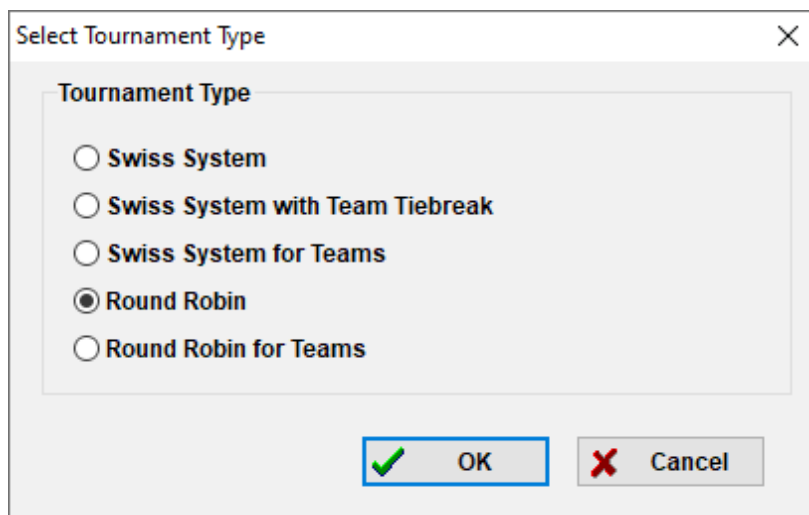 Select Tournament Type
Tournament Type
Swiss System
Swiss System with Team Tiebreak
Swiss System for Teams
Round Robin
Round Robin for Teams
OK
Cancel